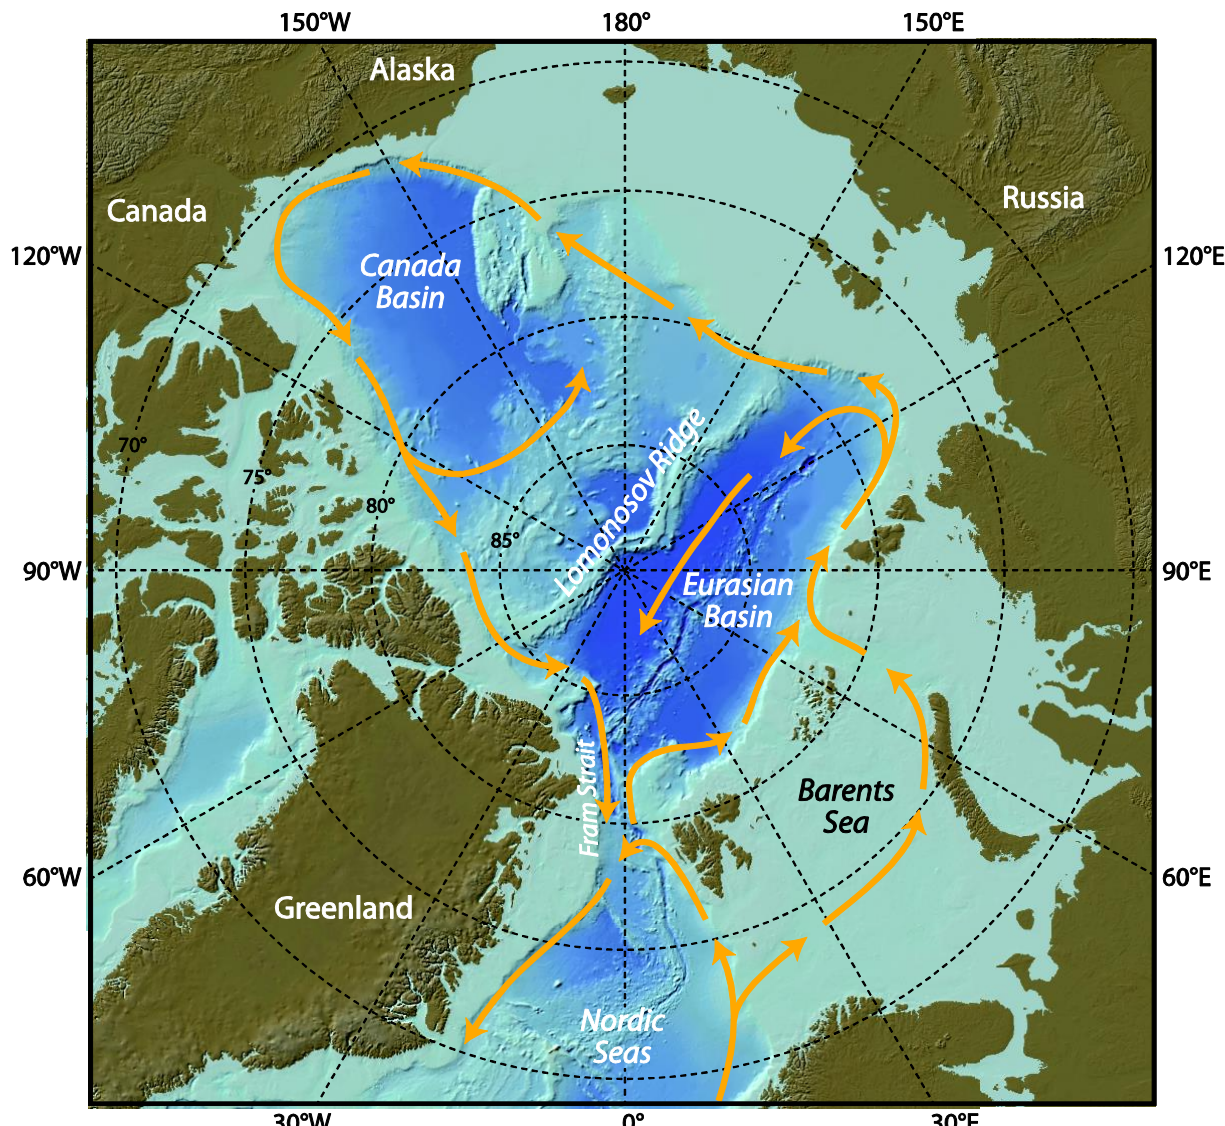 150°W
180°
150°E
Alaska
Canada
Russia
120°W
120°E
Canada
Basin
70°
75°
80°
85°
Lomonosov Ridge
90°W
90°E
Eurasian
Basin
Fram Strait
Barents
Sea
60°W
60°E
Greenland
Nordic
Seas
30°W
0°
30°E